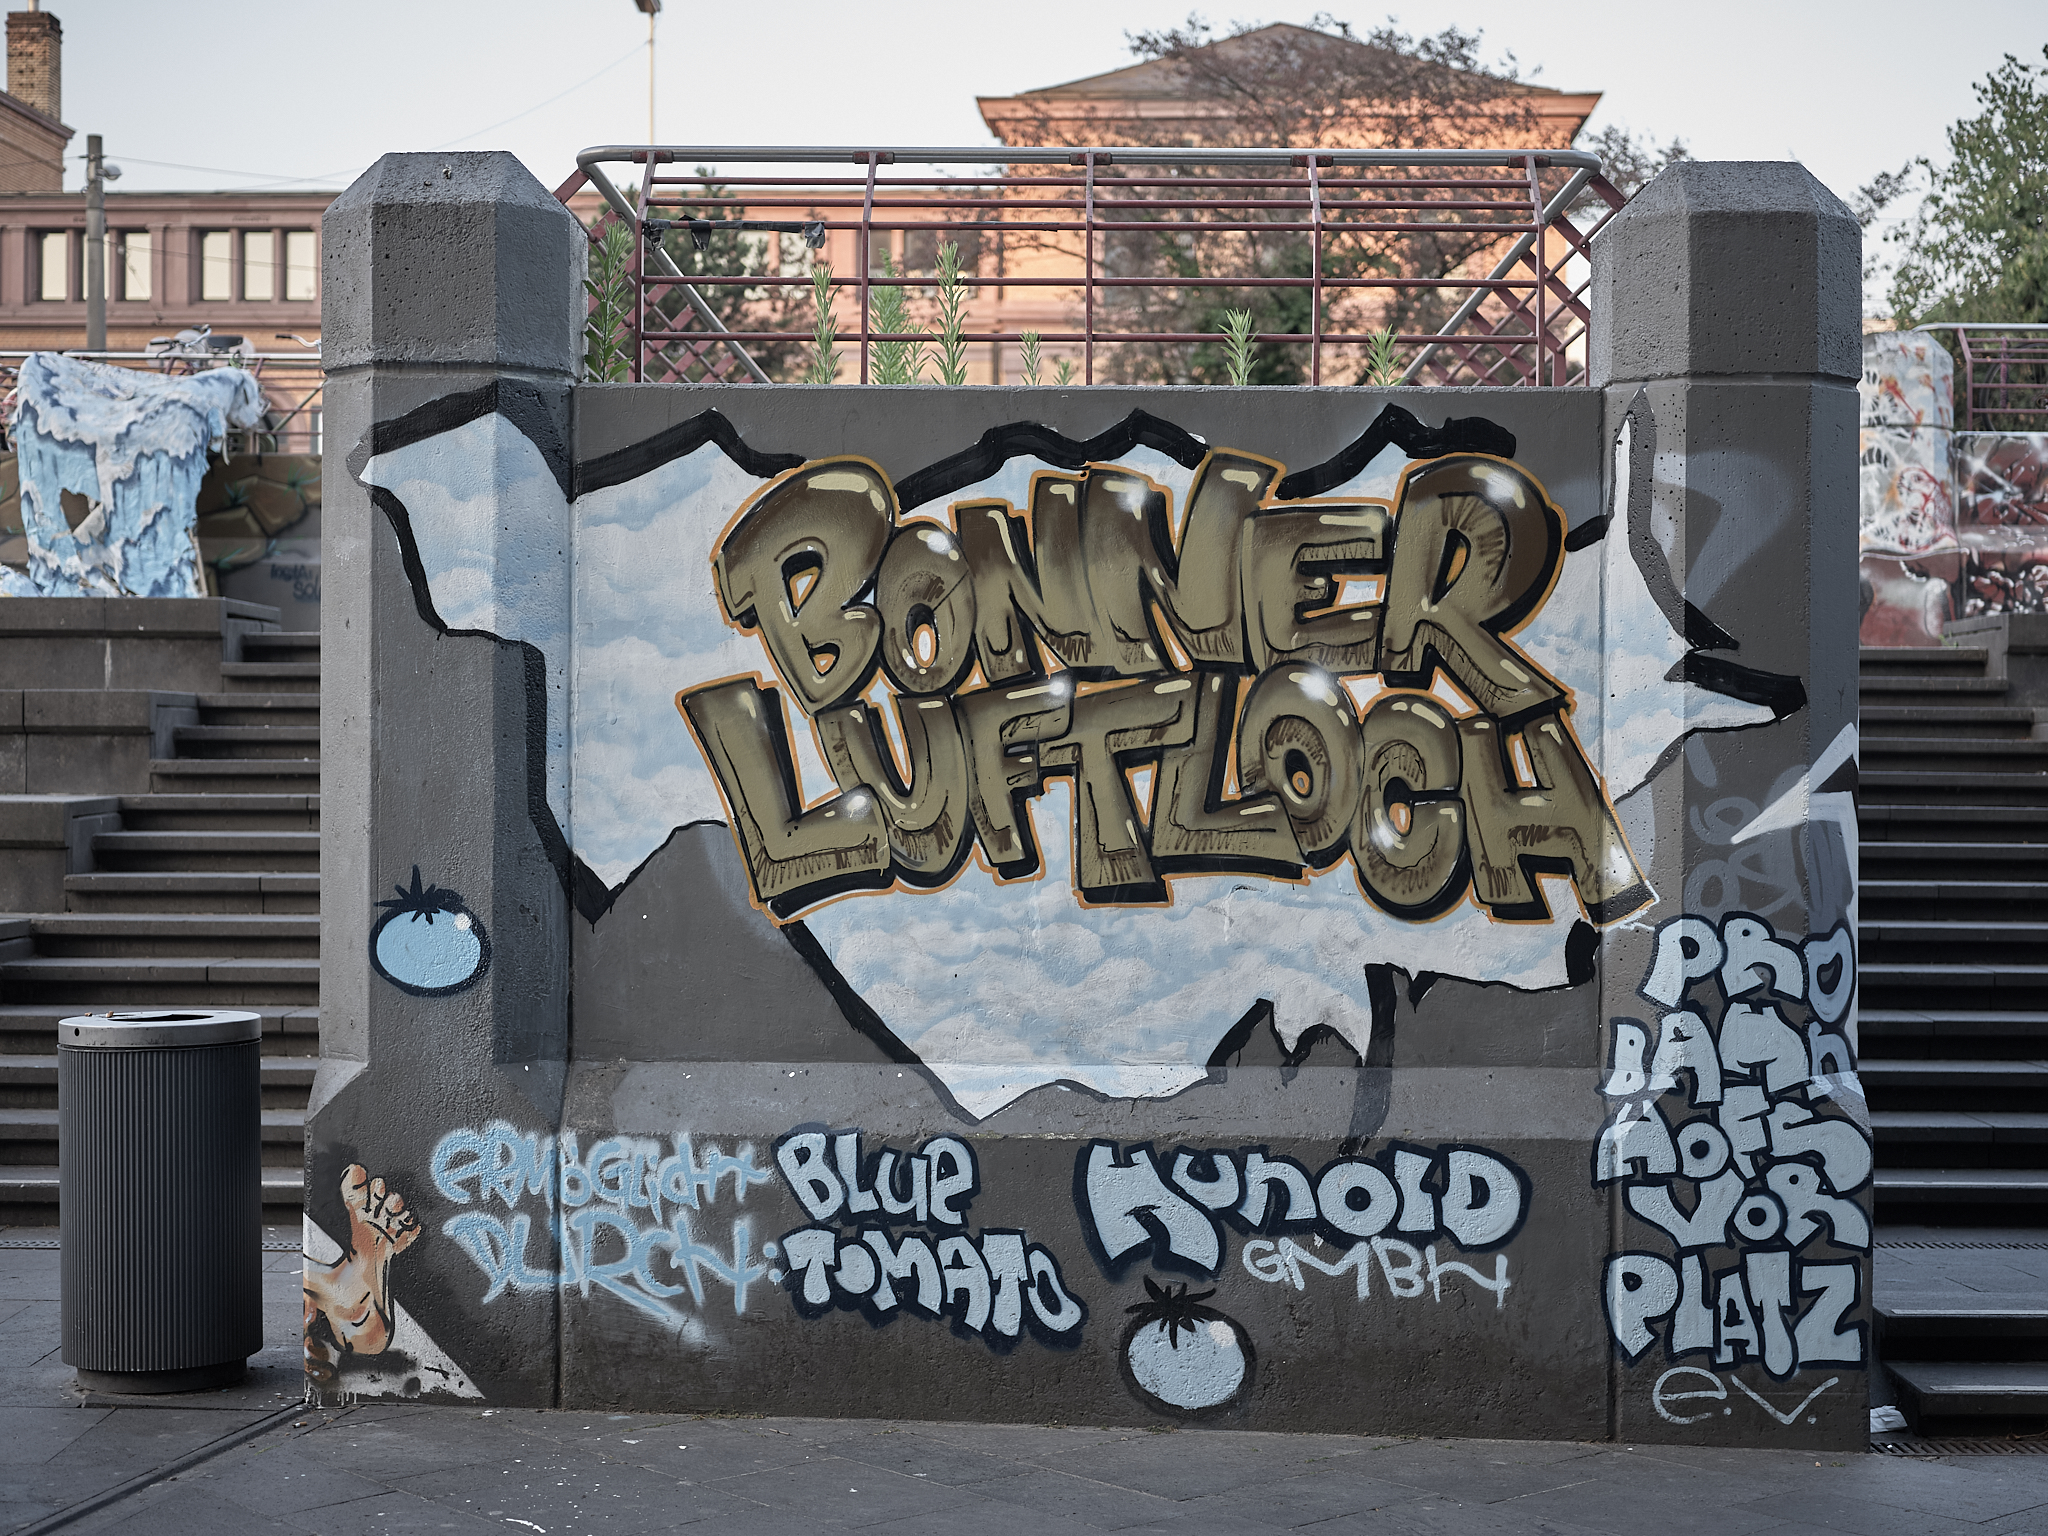 BONNER
LUFTLOCH
ERMÖGLICHT
DURCH:
BLUE
TOMATO
HUNOLD
GMBH
PRO
BAHN
HOFS
VOR
PLATZ
e.V.